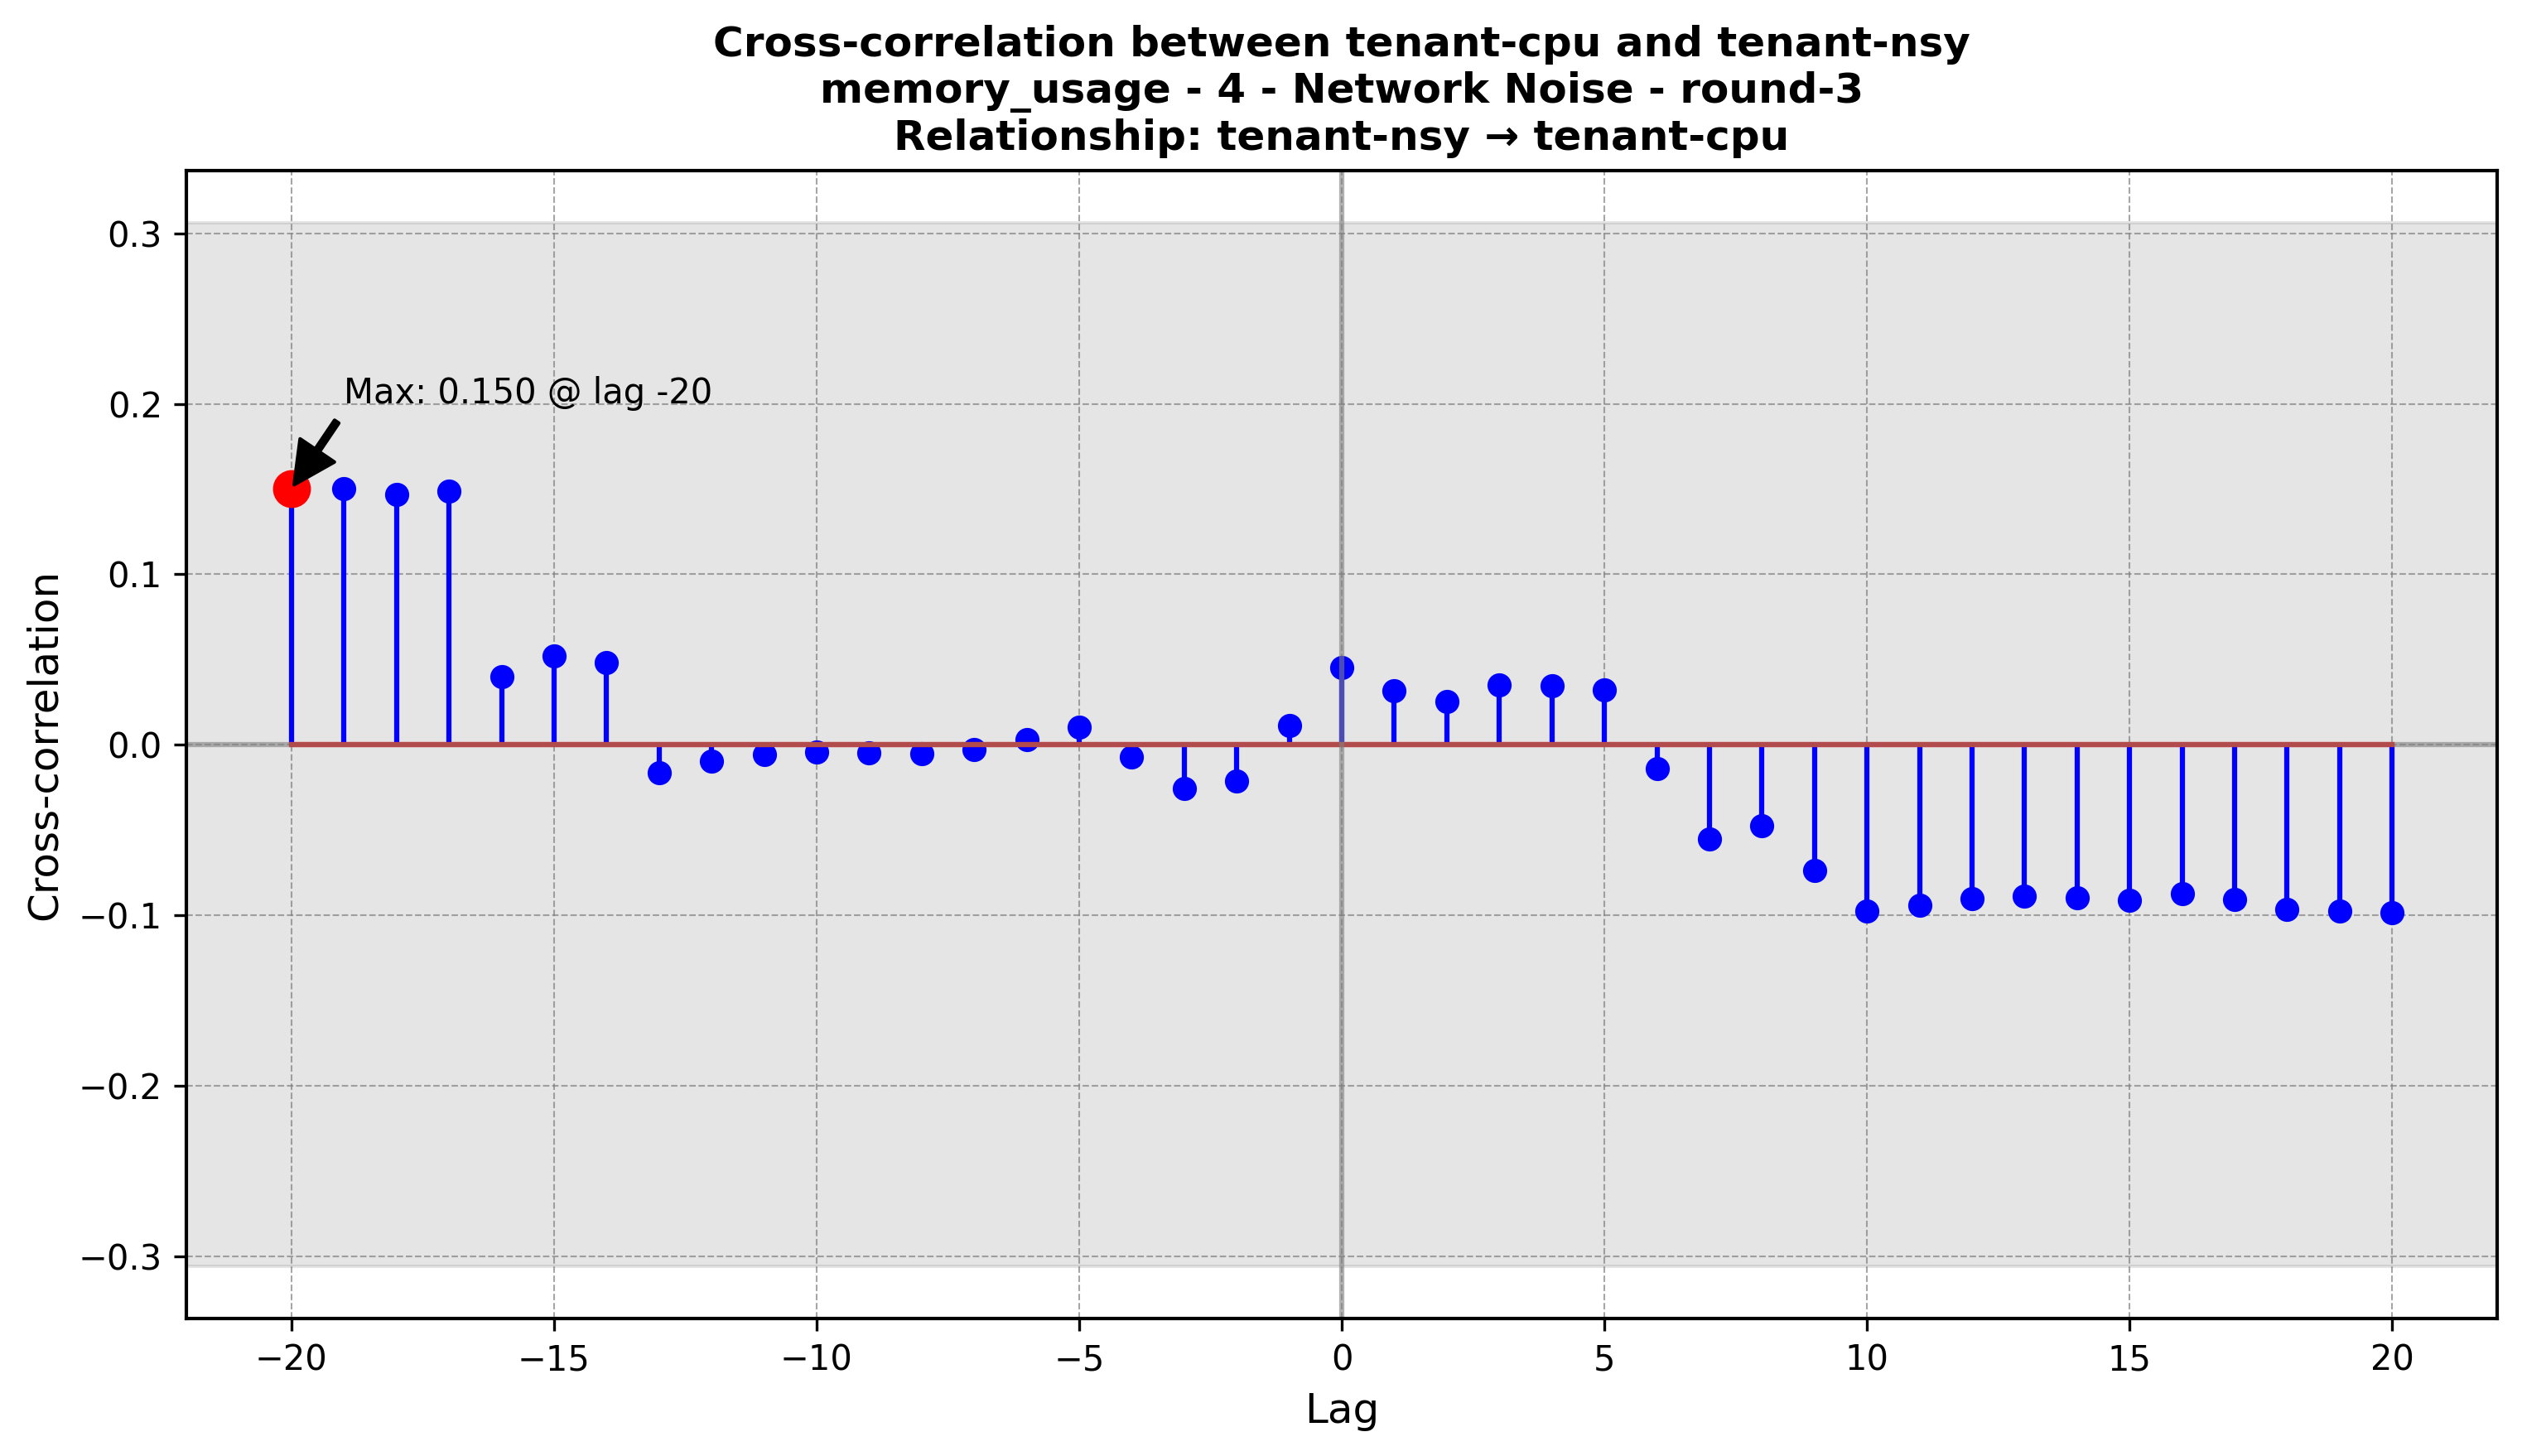 Cross-correlation between tenant-cpu and tenant-nsy
memory_usage - 4 - Network Noise - round-3
Relationship: tenant-nsy → tenant-cpu
0.3
Max: 0.150 @ lag -20
0.2
0.1
0.0
−0.1
−0.2
−0.3
Cross-correlation
−20 −15 −10 −5 0 5 10 15 20
Lag